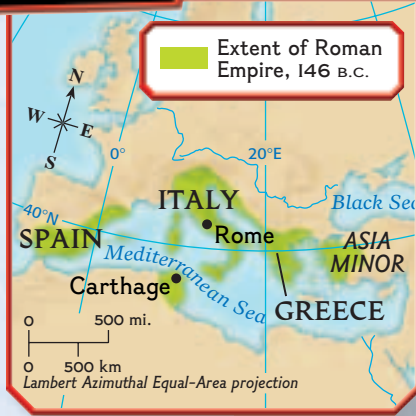 Extent of Roman
Empire, 146 B.C.
N
W
E
S
0°
20°E
40°N
ITALY
Rome
Black Sea
SPAIN
Mediterranean Sea
ASIA
MINOR
Carthage
GREECE
0 500 mi.
0 500 km
Lambert Azimuthal Equal-Area projection